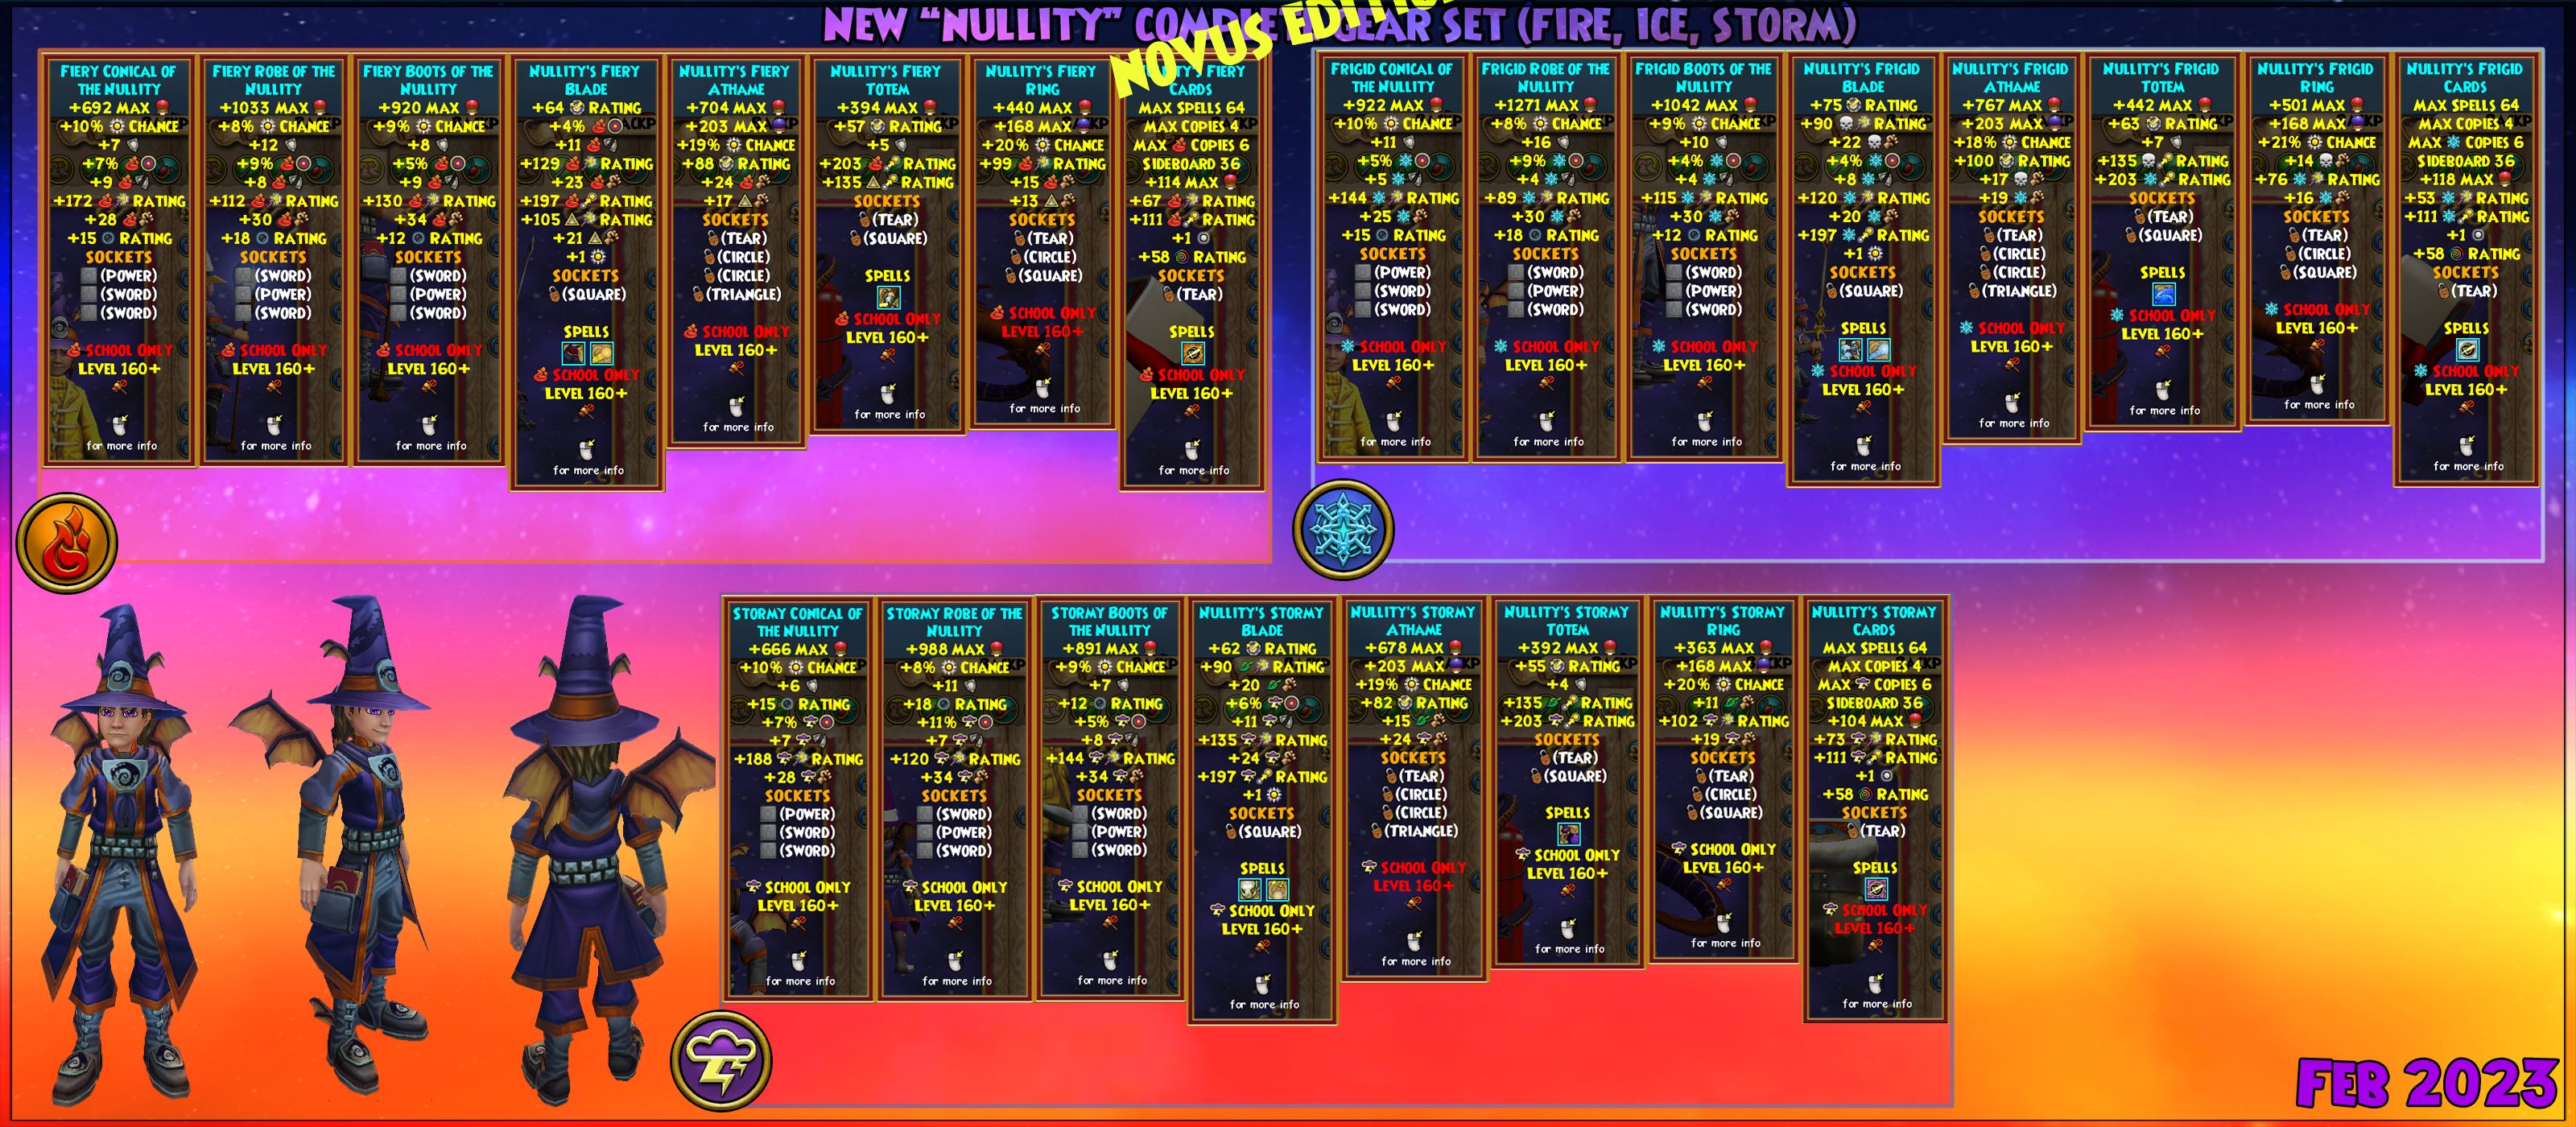 NEW "NULLITY" COMPLETE GEAR SET (FIRE, ICE, STORM)
NOVUS EDITION
FIERY CONICAL OF
THE NULLITY
+692 MAX
+10% CHANCE
+7
+7%
+9
+172 RATING
+28
+15 RATING
SOCKETS
(POWER)
(SWORD)
(SWORD)
SCHOOL ONLY
LEVEL 160+
for more info
FIERY ROBE OF THE
NULLITY
+1033 MAX
+8% CHANCE
+12
+9%
+8
+112 RATING
+30
+18 RATING
SOCKETS
(SWORD)
(POWER)
(SWORD)
SCHOOL ONLY
LEVEL 160+
for more info
FIERY BOOTS OF THE
NULLITY
+920 MAX
+9% CHANCE
+8
+5%
+9
+130 RATING
+34
+12 RATING
SOCKETS
(SWORD)
(POWER)
(SWORD)
SCHOOL ONLY
LEVEL 160+
for more info
NULLITY'S FIERY
BLADE
+64 RATING
+4%
+11
+129 RATING
+23
+197 RATING
+105 RATING
+21
+1
SOCKETS
(SQUARE)
SPELLS
SCHOOL ONLY
LEVEL 160+
for more info
NULLITY'S FIERY
ATHAME
+704 MAX
+203 MAX
+19% CHANCE
+88 RATING
+24
+17
SOCKETS
(TEAR)
(CIRCLE)
(CIRCLE)
(TRIANGLE)
SCHOOL ONLY
LEVEL 160+
for more info
NULLITY'S FIERY
TOTEM
+394 MAX
+57 RATING
+5
+203 RATING
+135 RATING
SOCKETS
(TEAR)
(SQUARE)
SPELLS
SCHOOL ONLY
LEVEL 160+
for more info
NULLITY'S FIERY
RING
+440 MAX
+168 MAX
+20% CHANCE
+99 RATING
+15
+13
SOCKETS
(TEAR)
(CIRCLE)
(SQUARE)
SCHOOL ONLY
LEVEL 160+
for more info
FIERY
CARDS
MAX SPELLS 64
MAX COPIES 4
MAX COPIES 6
SIDEBOARD 36
+114 MAX
+67 RATING
+111 RATING
+1
+58 RATING
SOCKETS
(TEAR)
SPELLS
SCHOOL ONLY
LEVEL 160+
for more info
FRIGID CONICAL OF
THE NULLITY
+922 MAX
+10% CHANCE
+11
+5%
+5
+144 RATING
+25
+15 RATING
SOCKETS
(POWER)
(SWORD)
(SWORD)
SCHOOL ONLY
LEVEL 160+
for more info
FRIGID ROBE OF THE
NULLITY
+1271 MAX
+8% CHANCE
+16
+9%
+4
+89 RATING
+30
+18 RATING
SOCKETS
(SWORD)
(POWER)
(SWORD)
SCHOOL ONLY
LEVEL 160+
for more info
FRIGID BOOTS OF THE
NULLITY
+1042 MAX
+9% CHANCE
+10
+4%
+4
+115 RATING
+30
+12 RATING
SOCKETS
(SWORD)
(POWER)
(SWORD)
SCHOOL ONLY
LEVEL 160+
for more info
NULLITY'S FRIGID
BLADE
+75 RATING
+90 RATING
+22
+4%
+8
+120 RATING
+20
+197 RATING
+1
SOCKETS
(SQUARE)
SPELLS
SCHOOL ONLY
LEVEL 160+
for more info
NULLITY'S FRIGID
ATHAME
+767 MAX
+203 MAX
+18% CHANCE
+100 RATING
+17
+19
SOCKETS
(TEAR)
(CIRCLE)
(CIRCLE)
(TRIANGLE)
SCHOOL ONLY
LEVEL 160+
for more info
NULLITY'S FRIGID
TOTEM
+442 MAX
+63 RATING
+7
+135 RATING
+203 RATING
SOCKETS
(TEAR)
(SQUARE)
SPELLS
SCHOOL ONLY
LEVEL 160+
for more info
NULLITY'S FRIGID
RING
+501 MAX
+168 MAX
+21% CHANCE
+14
+76 RATING
+16
SOCKETS
(TEAR)
(CIRCLE)
(SQUARE)
SCHOOL ONLY
LEVEL 160+
for more info
NULLITY'S FRIGID
CARDS
MAX SPELLS 64
MAX COPIES 4
MAX COPIES 6
SIDEBOARD 36
+118 MAX
+53 RATING
+111 RATING
+1
+58 RATING
SOCKETS
(TEAR)
SPELLS
SCHOOL ONLY
LEVEL 160+
for more info
STORMY CONICAL OF
THE NULLITY
+666 MAX
+10% CHANCE
+6
+15 RATING
+7%
+7
+188 RATING
+28
SOCKETS
(POWER)
(SWORD)
(SWORD)
SCHOOL ONLY
LEVEL 160+
for more info
STORMY ROBE OF THE
NULLITY
+988 MAX
+8% CHANCE
+11
+18 RATING
+11%
+7
+120 RATING
+34
SOCKETS
(SWORD)
(POWER)
(SWORD)
SCHOOL ONLY
LEVEL 160+
for more info
STORMY BOOTS OF
THE NULLITY
+891 MAX
+9% CHANCE
+7
+12 RATING
+5%
+8
+144 RATING
+34
SOCKETS
(SWORD)
(POWER)
(SWORD)
SCHOOL ONLY
LEVEL 160+
for more info
NULLITY'S STORMY
BLADE
+62 RATING
+90 RATING
+20
+6%
+11
+135 RATING
+24
+197 RATING
+1
SOCKETS
(SQUARE)
SPELLS
SCHOOL ONLY
LEVEL 160+
for more info
NULLITY'S STORMY
ATHAME
+678 MAX
+203 MAX
+19% CHANCE
+82 RATING
+15
+24
SOCKETS
(TEAR)
(CIRCLE)
(CIRCLE)
(TRIANGLE)
SCHOOL ONLY
LEVEL 160+
for more info
NULLITY'S STORMY
TOTEM
+392 MAX
+55 RATING
+4
+135 RATING
+203 RATING
SOCKETS
(TEAR)
(SQUARE)
SPELLS
SCHOOL ONLY
LEVEL 160+
for more info
NULLITY'S STORMY
RING
+363 MAX
+168 MAX
+20% CHANCE
+11
+102 RATING
+19
SOCKETS
(TEAR)
(CIRCLE)
(SQUARE)
SCHOOL ONLY
LEVEL 160+
for more info
NULLITY'S STORMY
CARDS
MAX SPELLS 64
MAX COPIES 4
MAX COPIES 6
SIDEBOARD 36
+104 MAX
+73 RATING
+111 RATING
+1
+58 RATING
SOCKETS
(TEAR)
SPELLS
SCHOOL ONLY
LEVEL 160+
for more info
FEB 2023